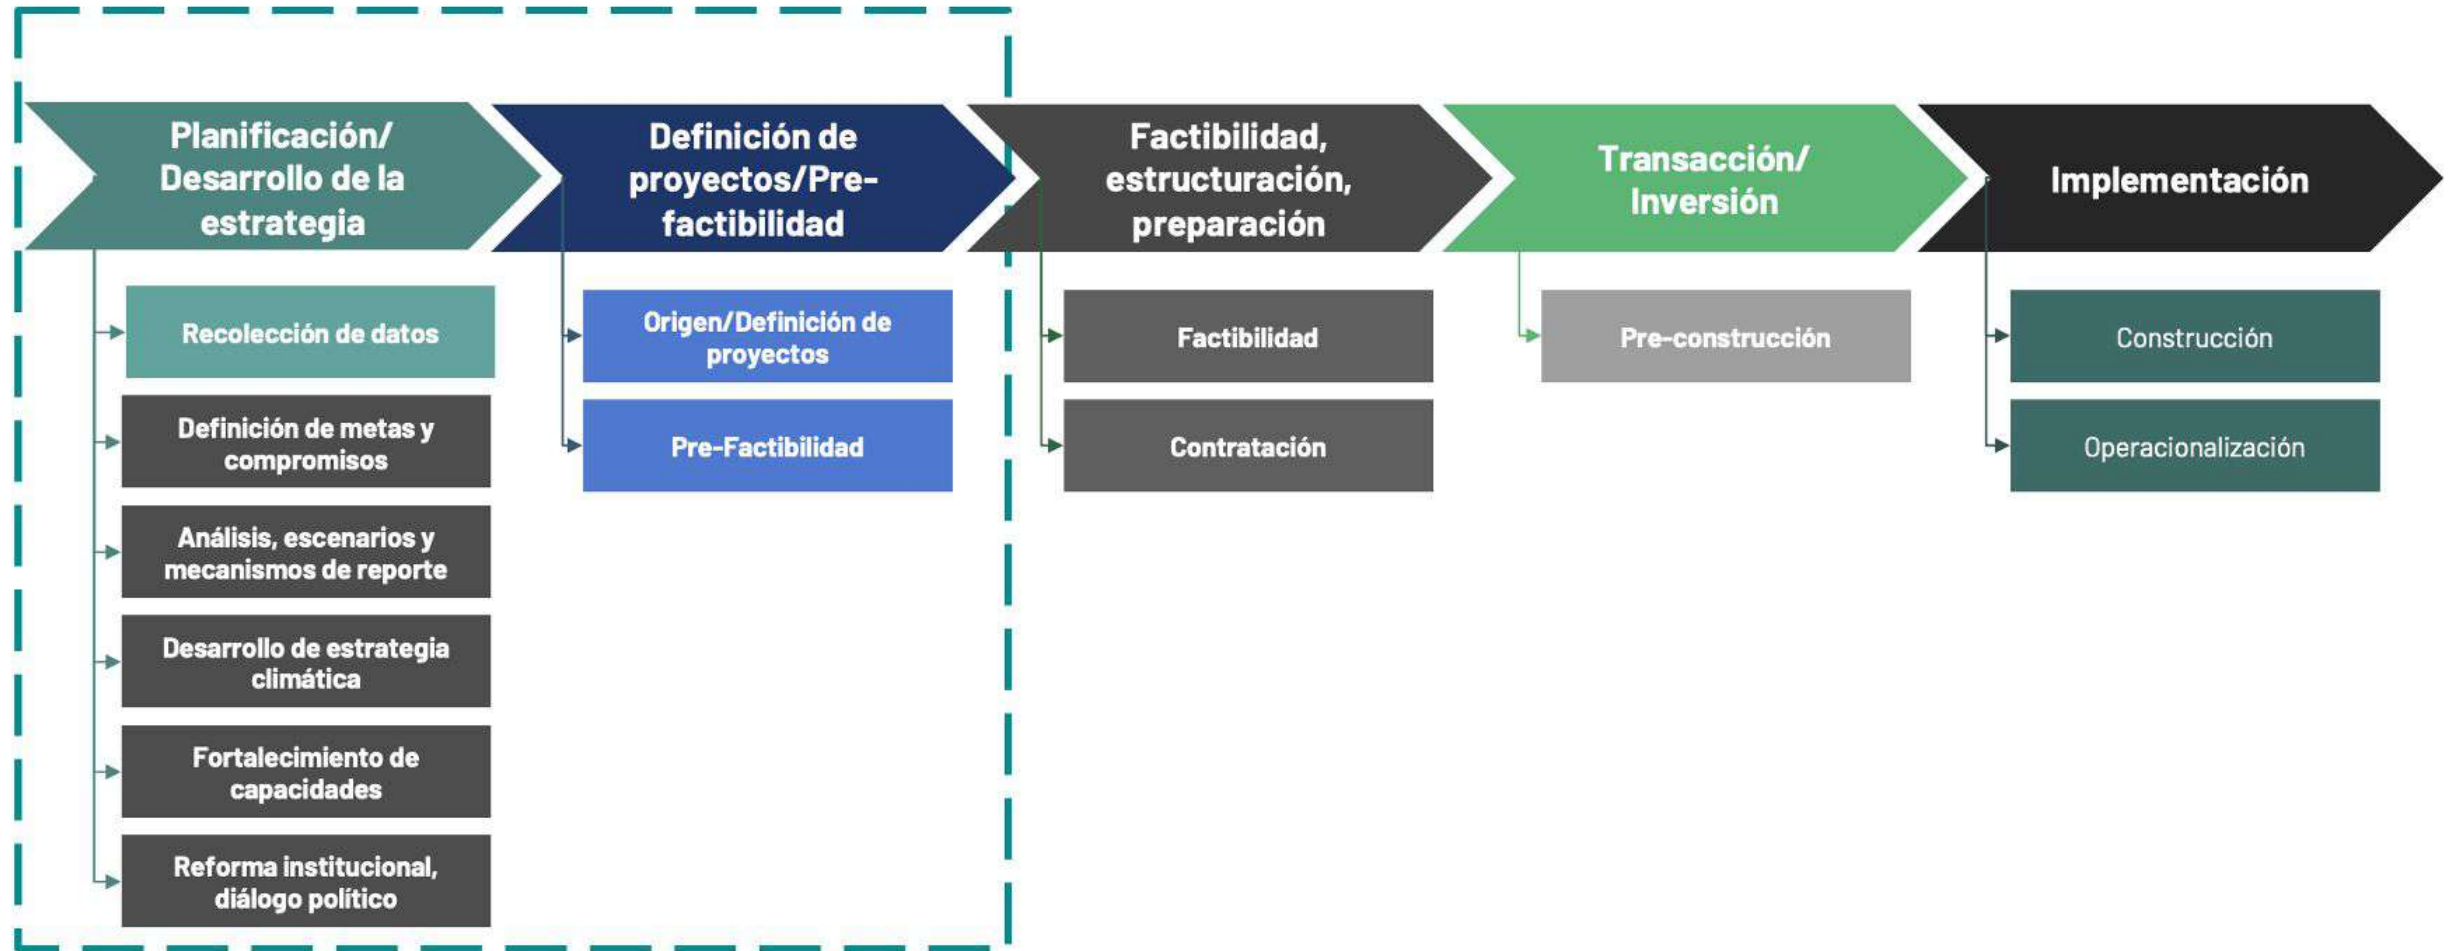 Planificación/
Desarrollo de la
estrategia
Definición de
proyectos/Pre-
factibilidad
Factibilidad,
estructuración,
preparación
Transacción/
Inversión
Implementación
Recolección de datos
Definición de metas y
compromisos
Análisis, escenarios y
mecanismos de reporte
Desarrollo de estrategia
climática
Fortalecimiento de
capacidades
Reforma institucional,
diálogo político
Origen/Definición de
proyectos
Pre-Factibilidad
Factibilidad
Contratación
Pre-construcción
Construcción
Operacionalización